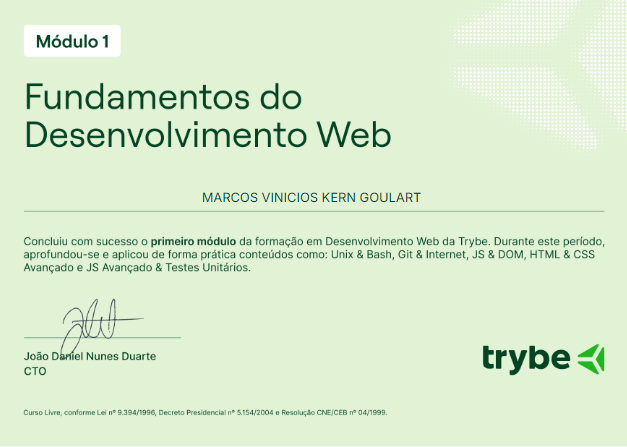 Módulo 1
Fundamentos do
Desenvolvimento Web
MARCOS VINICIOS KERN GOULART
Concluiu com sucesso o primeiro módulo da formação em Desenvolvimento Web da Trybe. Durante este período,
aprofundou-se e aplicou de forma prática conteúdos como: Unix & Bash, Git & Internet, JS & DOM, HTML & CSS
Avançado e JS Avançado & Testes Unitários.
João Daniel Nunes Duarte
CTO
trybe
Curso Livre, conforme Lei nº 9.394/1996, Decreto Presidencial nº 5.154/2004 e Resolução CNE/CEB nº 04/1999.